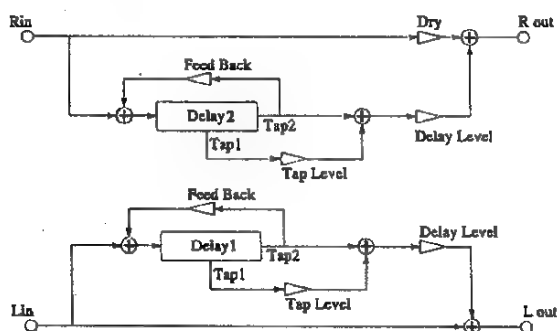 Rin
Dry
R out
Feed Back
Delay2
Tap2
Tap1
Delay Level
Tap Level
Feed Back
Delay Level
Delay1
Tap2
Tap1
Tap Level
Lin
L out